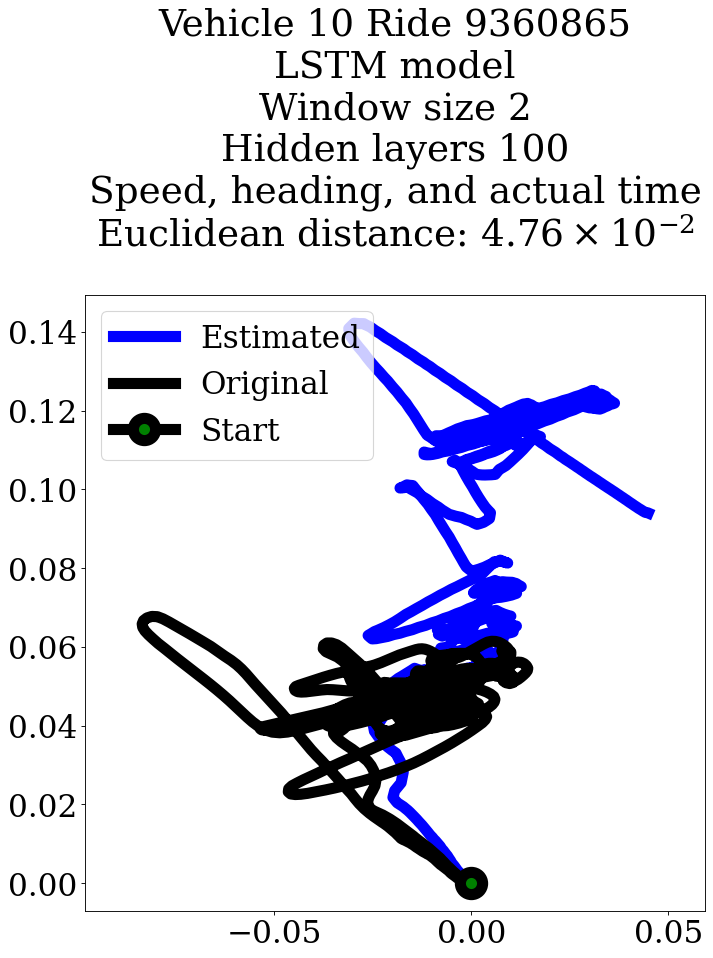 Vehicle 10 Ride 9360865
LSTM model
Window size 2
Hidden layers 100
Speed, heading, and actual time
Euclidean distance: 4.76 × 10⁻²
Estimated
Original
Start
0.14
0.12
0.10
0.08
0.06
0.04
0.02
0.00
−0.05
0.00
0.05